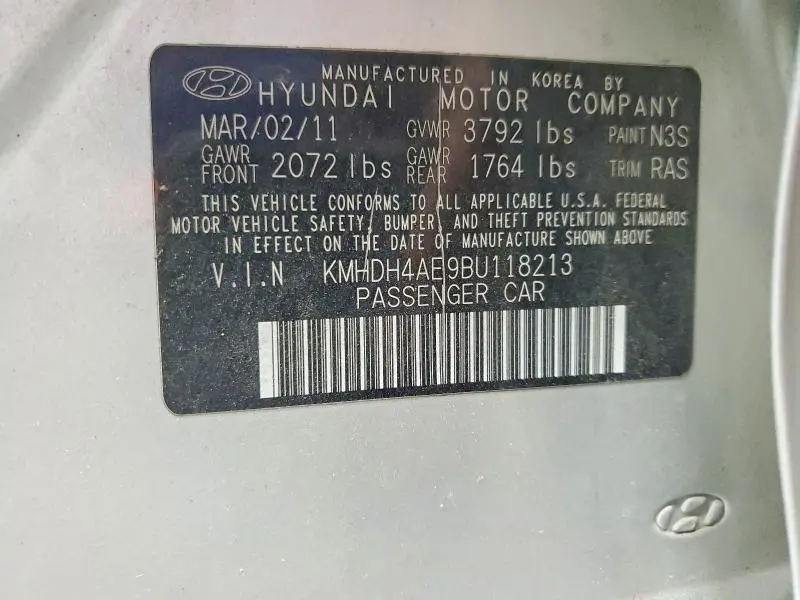 MANUFACTURED IN KOREA BY
HYUNDAI MOTOR COMPANY
MAR/02/11 GVWR 3792 lbs PAINT N3S
GAWR FRONT 2072 lbs GAWR REAR 1764 lbs TRIM RAS
THIS VEHICLE CONFORMS TO ALL APPLICABLE U.S.A. FEDERAL
MOTOR VEHICLE SAFETY, BUMPER, AND THEFT PREVENTION STANDARDS
IN EFFECT ON THE DATE OF MANUFACTURE SHOWN ABOVE
V.I.N KMHDH4AE9BU118213
PASSENGER CAR